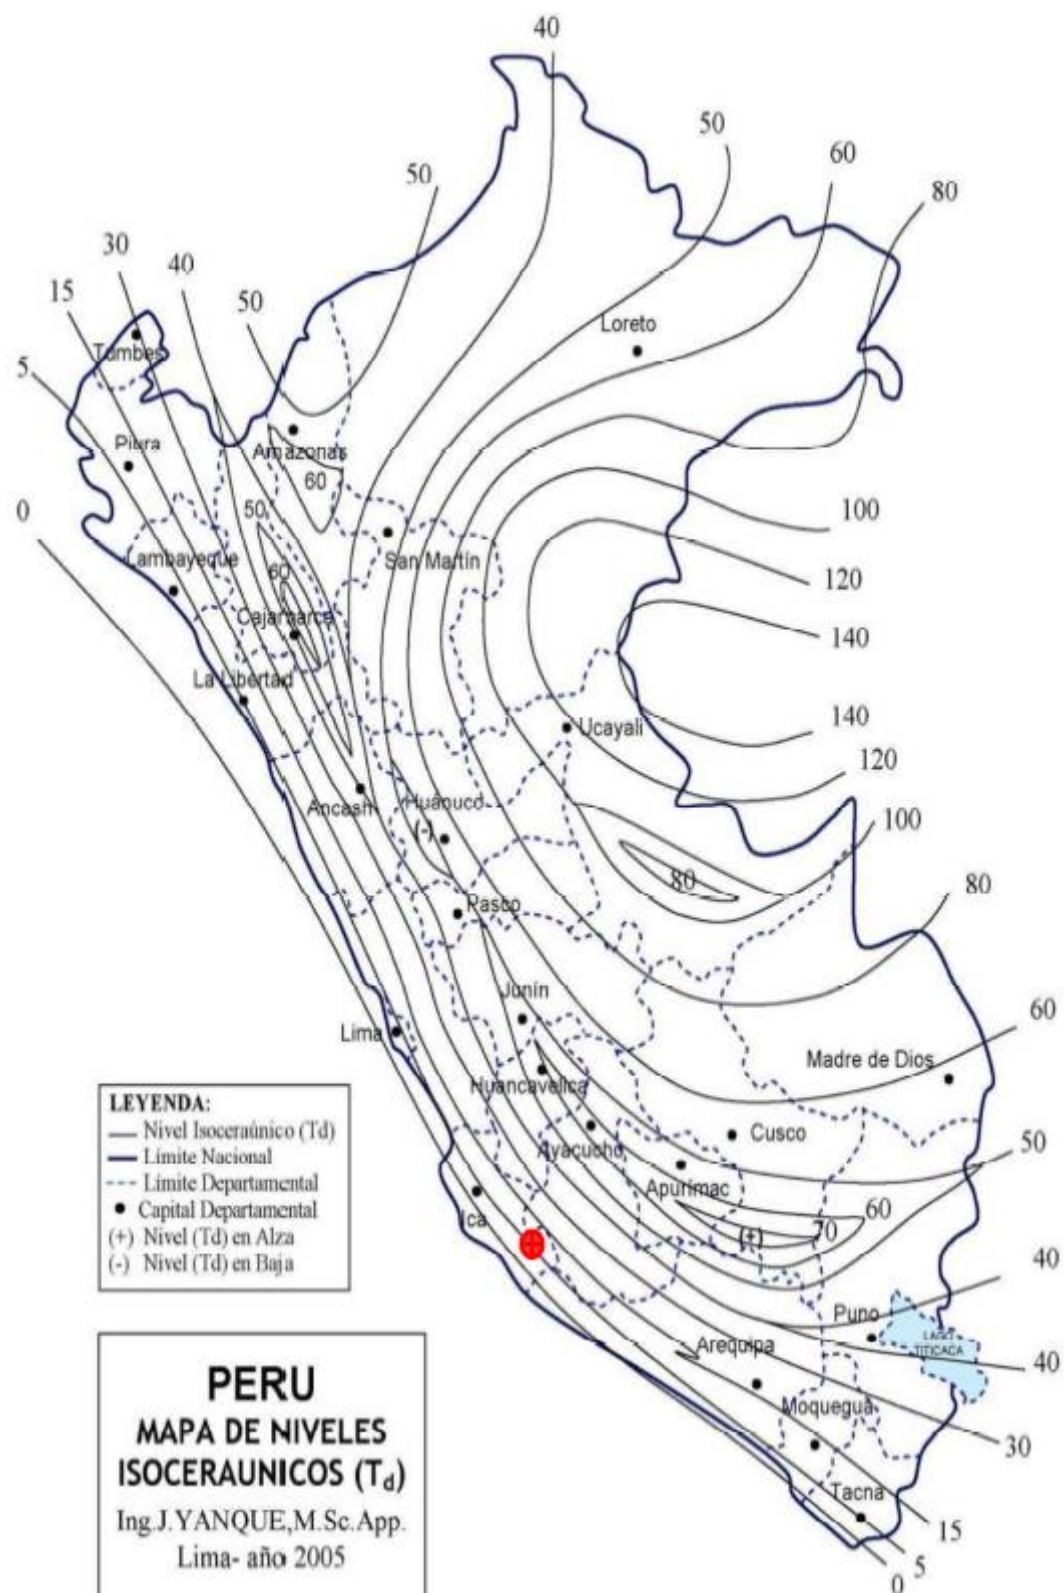 40
50
60
80
50
30
40
15
50
5
Tumbes
Loreto
Piura
Amazonas
60
0
50
100
San Martín
Lambayeque
60
120
Cajamarca
140
La Libertad
140
Ucayali
120
Ancash
Huánuco
(-)
100
80
80
Pasco
Junín
60
Lima
Madre de Dios
Huancavelica
Cusco
50
Ayacucho
Apurímac
60
70
(+)
Ica
40
Puno
LAGO
TITICACA
Arequipa
40
Moquegua
30
Tacna
15
5
0
LEYENDA:
Nivel Isoceraúnico (Td)
Límite Nacional
Límite Departamental
Capital Departamental
(+) Nivel (Td) en Alza
(-) Nivel (Td) en Baja
PERU
MAPA DE NIVELES
ISOCERAUNICOS (Td)
Ing.J.YANQUE,M.Sc.App.
Lima- año 2005